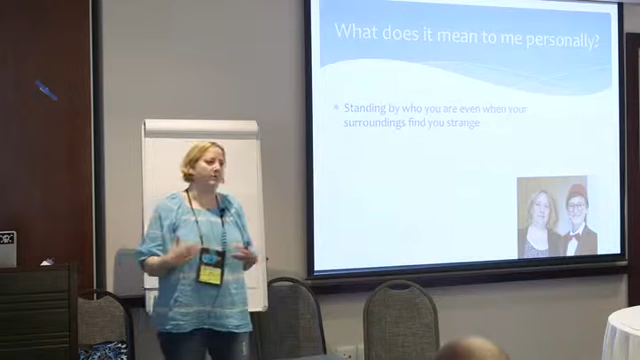 What does it mean to me personally?
Standing by who you are even when your
surroundings find you strange